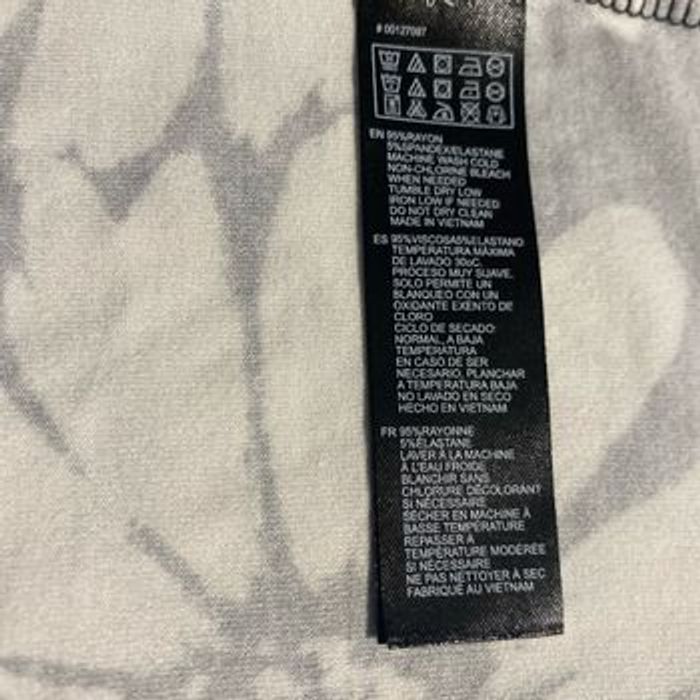 # 00127087
EN 95%RAYON
5%SPANDEX/ELASTANE
MACHINE WASH COLD
NON-CHLORINE BLEACH
WHEN NEEDED
TUMBLE DRY LOW
IRON LOW IF NEEDED
DO NOT DRY CLEAN
MADE IN VIETNAM
ES 95%VISCOSA5%ELASTANO
TEMPERATURA MÁXIMA
DE LAVADO 30oC.
PROCESO MUY SUAVE.
SOLO PERMITE UN
BLANQUEO CON UN
OXIDANTE EXENTO DE
CLORO
CICLO DE SECADO:
NORMAL, A BAJA
TEMPERATURA
EN CASO DE SER
NECESARIO, PLANCHAR
A TEMPERATURA BAJA
NO LAVADO EN SECO
HECHO EN VIETNAM
FR 95%RAYONNE
5%ÉLASTANE
LAVER À LA MACHINE
À L'EAU FROIDE
BLANCHIR SANS
CHLORURE DÉCOLORANT
SI NÉCESSAIRE
SÉCHER EN MACHINE À
BASSE TEMPÉRATURE
REPASSER À
TEMPÉRATURE MODÉRÉE
SI NÉCESSAIRE
NE PAS NETTOYER À SEC
FABRIQUÉ AU VIETNAM